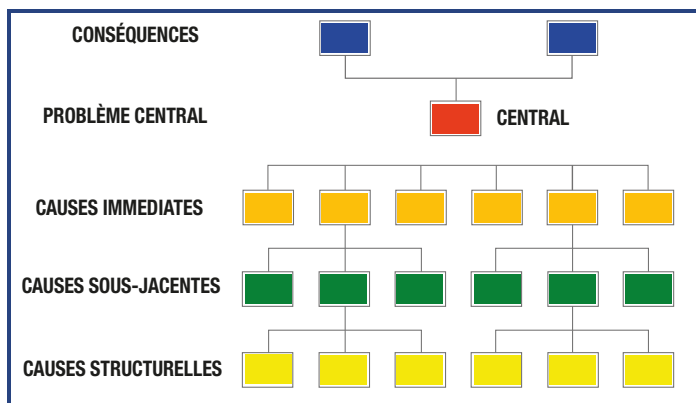 CONSÉQUENCES
PROBLÈME CENTRAL
CENTRAL
CAUSES IMMEDIATES
CAUSES SOUS-JACENTES
CAUSES STRUCTURELLES